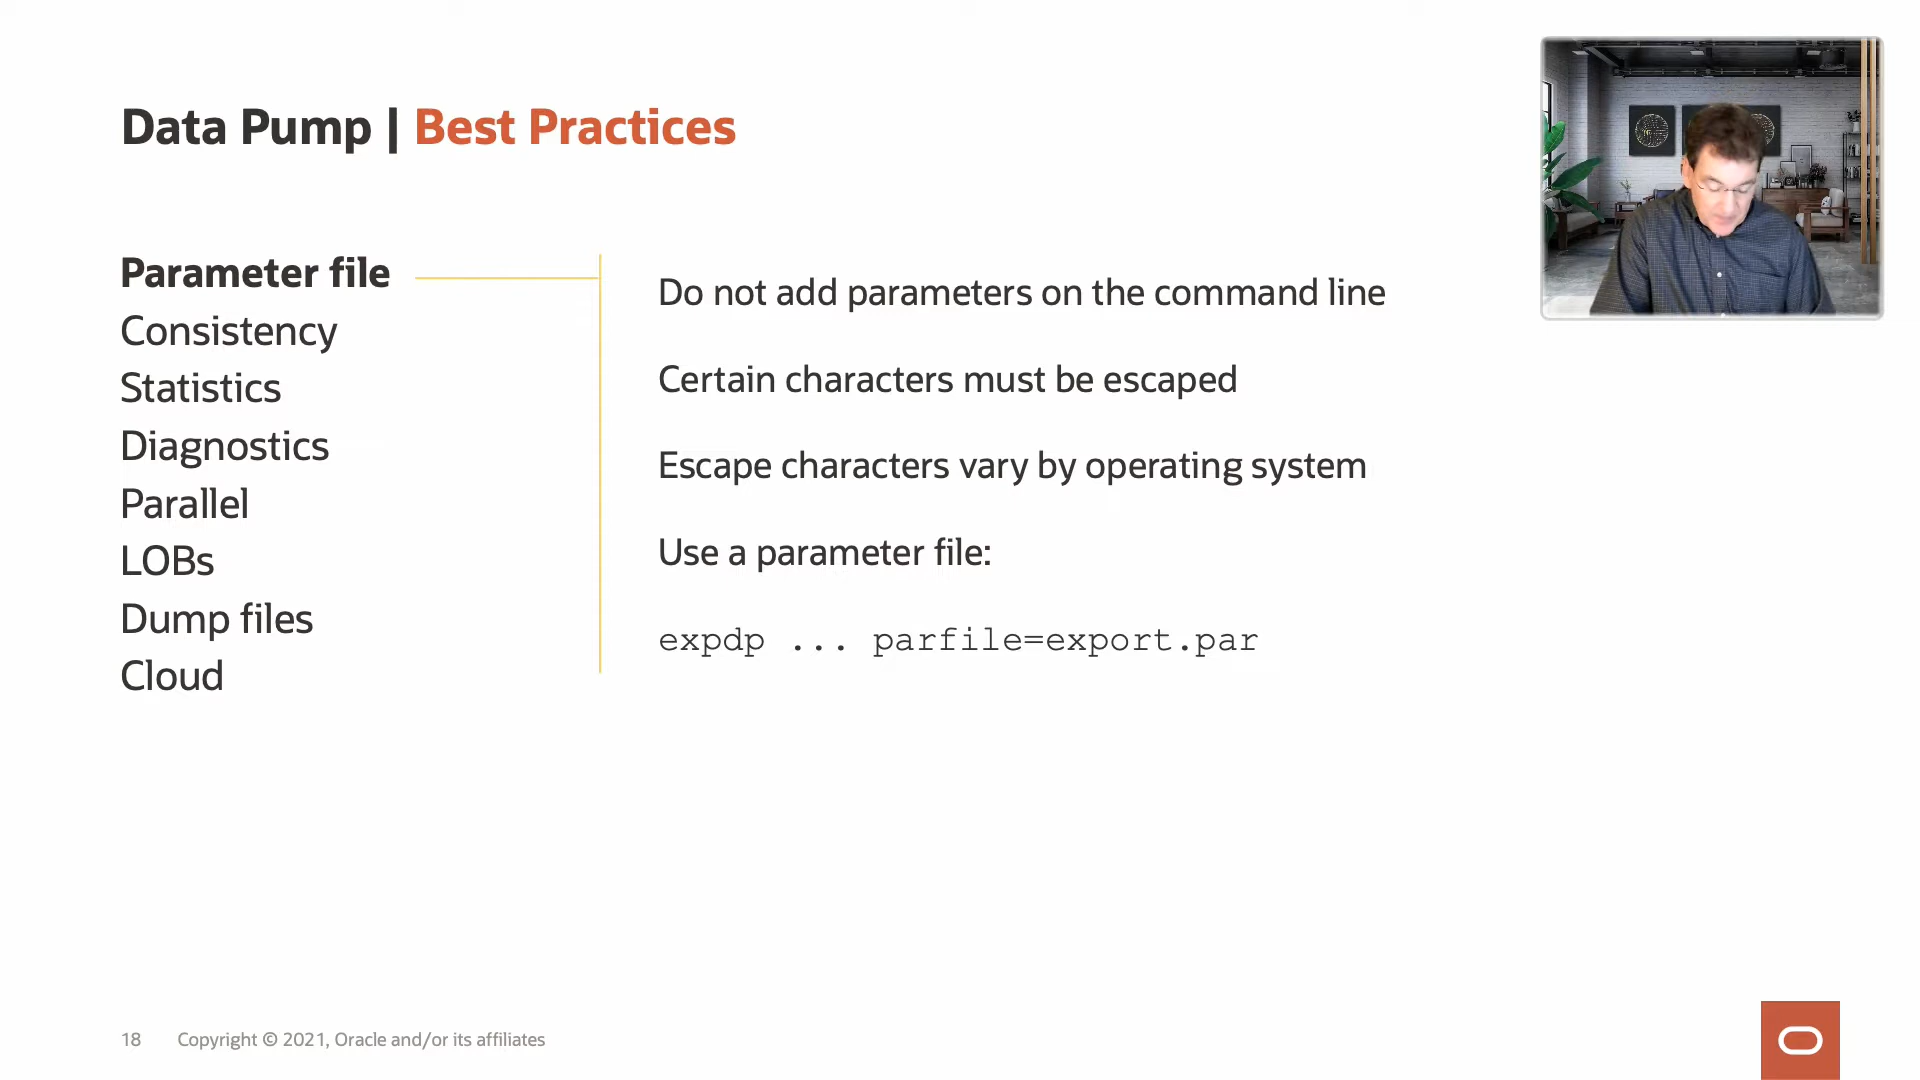 Data Pump | Best Practices
Parameter file
Consistency
Statistics
Diagnostics
Parallel
LOBs
Dump files
Cloud
Do not add parameters on the command line
Certain characters must be escaped
Escape characters vary by operating system
Use a parameter file:
expdp ... parfile=export.par
18 Copyright © 2021, Oracle and/or its affiliates